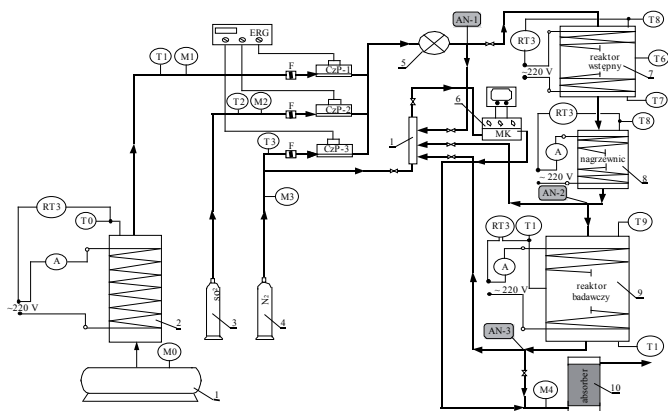 AN-1
T8
ERG
RT3
reaktor
wstępny
7
T6
~220 V
T7
T1
M1
F
CzP-1
5
6
MK
T2
M2
F
CzP-2
RT3
T8
A
nagrzewnic
8
~ 220 V
T3
F
CzP-3
1
M3
AN-2
RT3
T0
A
~220 V
2
SO2
3
N2
4
RT3
T1
T9
A
~ 220 V
reaktor
badawczy
9
T1
AN-3
M0
1
M4
absorber
10